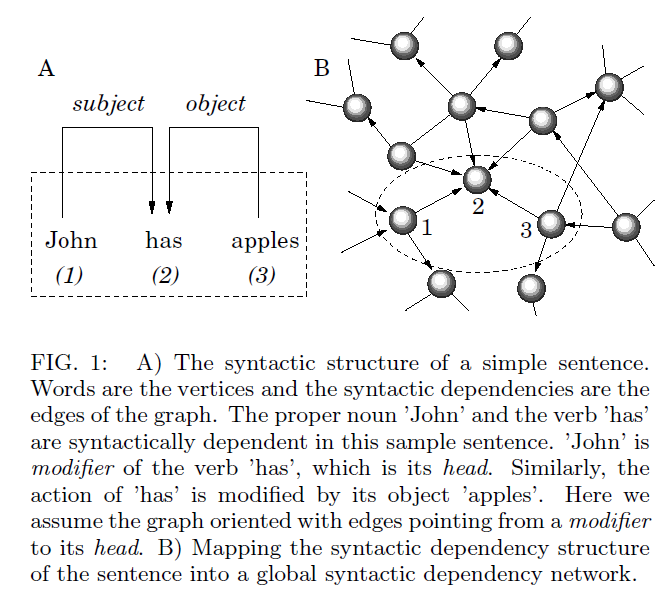 A
B
subject object
John has apples
(1) (2) (3)
1
2
3
FIG. 1: A) The syntactic structure of a simple sentence.
Words are the vertices and the syntactic dependencies are the
edges of the graph. The proper noun 'John' and the verb 'has'
are syntactically dependent in this sample sentence. 'John' is
modifier of the verb 'has', which is its head. Similarly, the
action of 'has' is modified by its object 'apples'. Here we
assume the graph oriented with edges pointing from a modifier
to its head. B) Mapping the syntactic dependency structure
of the sentence into a global syntactic dependency network.